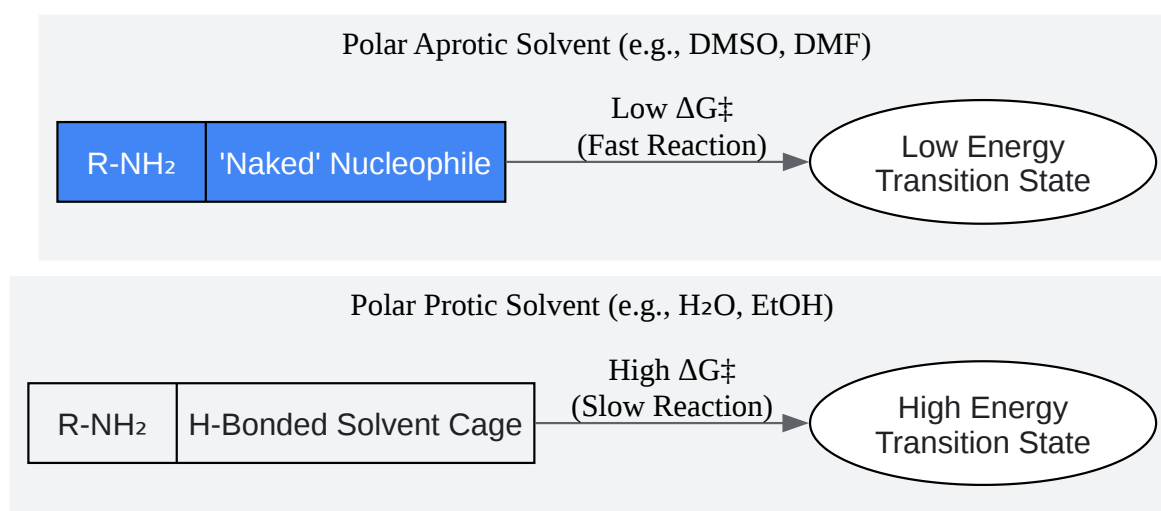 Polar Aprotic Solvent (e.g., DMSO, DMF)
Low ΔG‡
(Fast Reaction)
R-NH₂
'Naked' Nucleophile
Low Energy
Transition State
Polar Protic Solvent (e.g., H₂O, EtOH)
High ΔG‡
(Slow Reaction)
R-NH₂
H-Bonded Solvent Cage
High Energy
Transition State